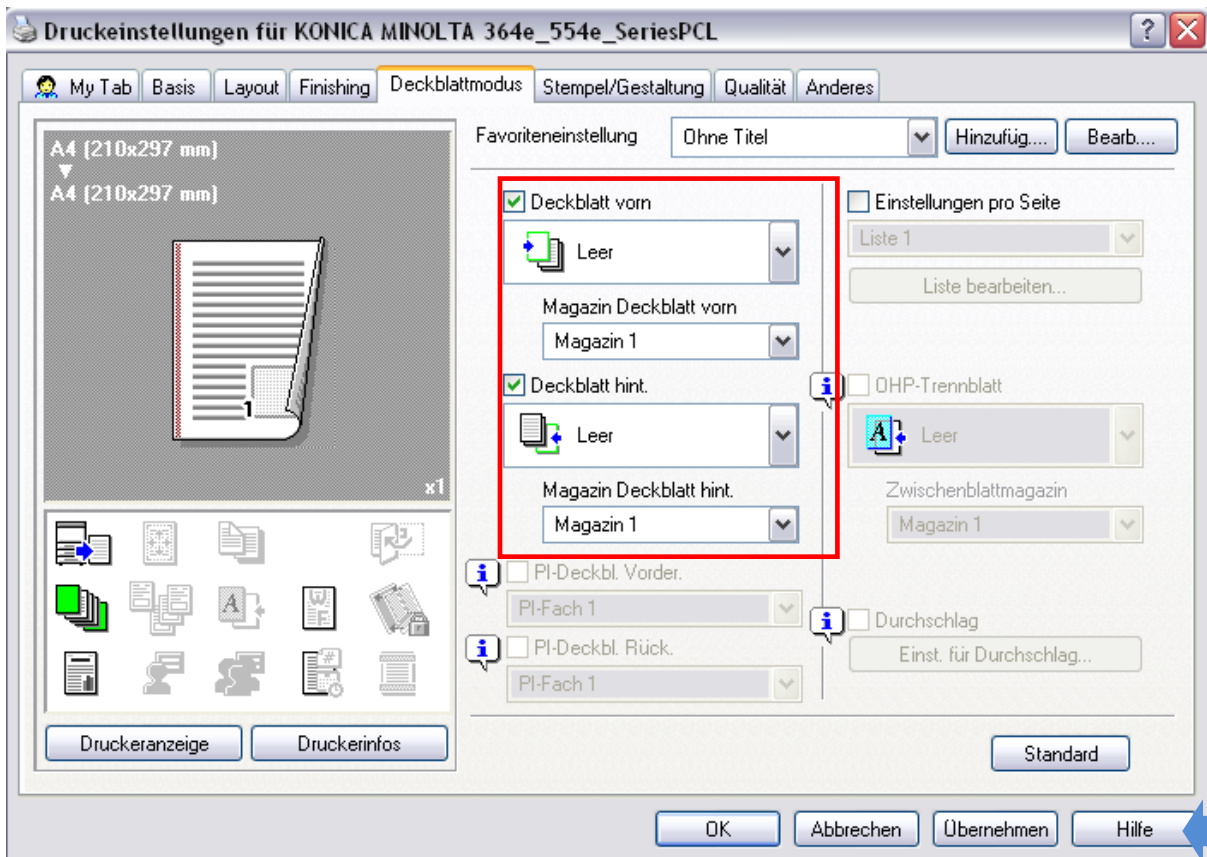 Druckeinstellungen für KONICA MINOLTA 364e_554e_SeriesPCL
My Tab Basis Layout Finishing Deckblattmodus Stempel/Gestaltung Qualität Anderes
A4 (210x297 mm)
A4 (210x297 mm)
1
x1
Druckeranzeige Druckerinfos
Favoriteneinstellung Ohne Titel Hinzufüg.... Bearb....
Deckblatt vorn
Leer
Magazin Deckblatt vorn
Magazin 1
Deckblatt hint.
Leer
Magazin Deckblatt hint.
Magazin 1
PI-Deckbl. Vorder.
PI-Fach 1
PI-Deckbl. Rück.
PI-Fach 1
Einstellungen pro Seite
Liste 1
Liste bearbeiten...
OHP-Trennblatt
Leer
Zwischenblattmagazin
Magazin 1
Durchschlag
Einst. für Durchschlag...
Standard
OK Abbrechen Übernehmen Hilfe